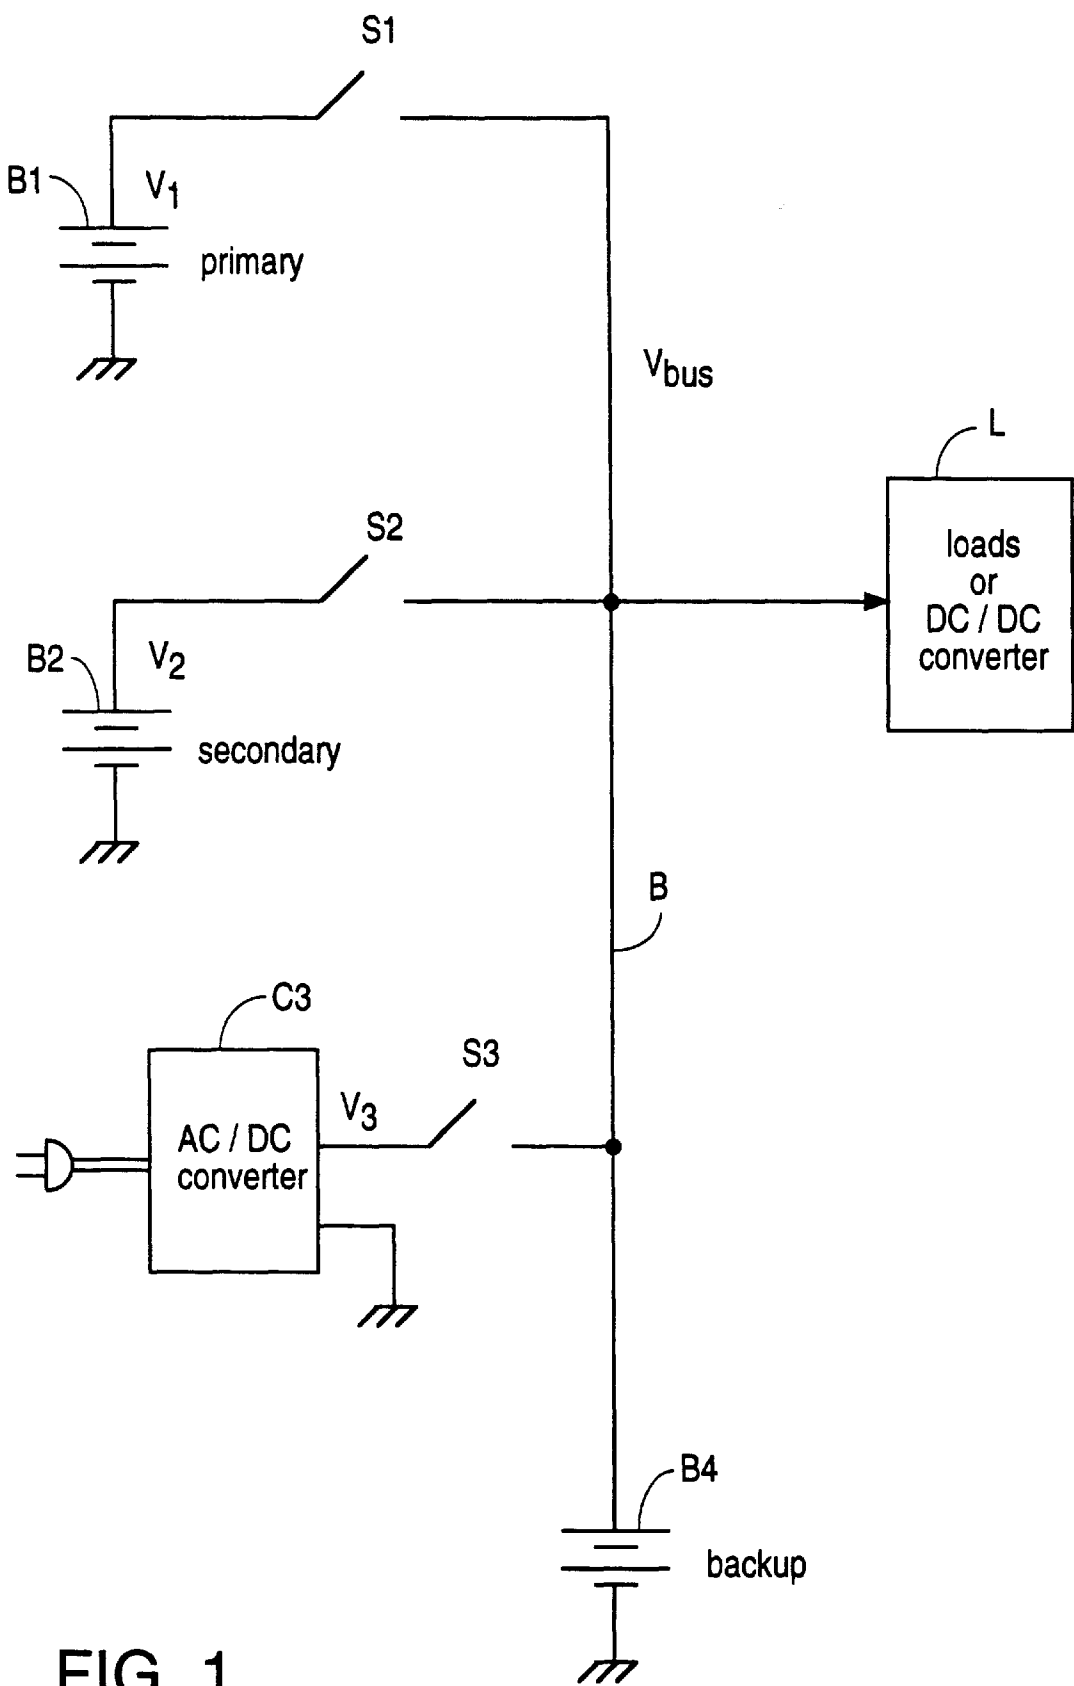 S1
B1
V1
primary
Vbus
L
loads
or
DC / DC
converter
S2
B2
V2
secondary
B
C3
S3
V3
AC / DC
converter
B4
backup
FIG. 1